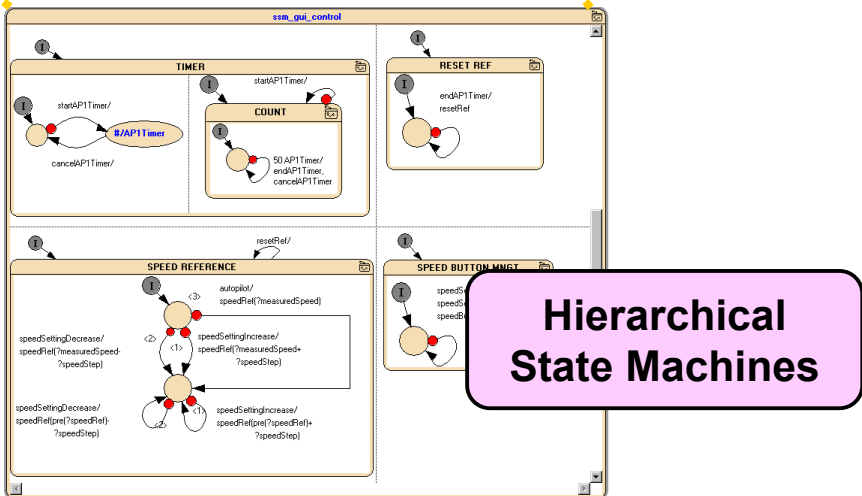 ssm_gui_control
I
TIMER
I
startAP1Timer/
#/AP1Timer
cancelAP1Timer/
I
startAP1Timer/
COUNT
I
50 AP1Timer/
endAP1Timer,
cancelAP1Timer
I
RESET REF
I
endAP1Timer/
resetRef
I
resetRef/
SPEED REFERENCE
I
<3>
autopilot/
speedRef(?measuredSpeed)
speedSettingDecrease/
speedRef(?measuredSpeed-
?speedStep)
<2>
<1>
speedSettingIncrease/
speedRef(?measuredSpeed+
?speedStep)
speedSettingDecrease/
speedRef(pre(?speedRef)-
?speedStep)
<2>
<1>
speedSettingIncrease/
speedRef(pre(?speedRef)+
?speedStep)
I
SPEED BUTTON MNGT
I
Hierarchical
State Machines